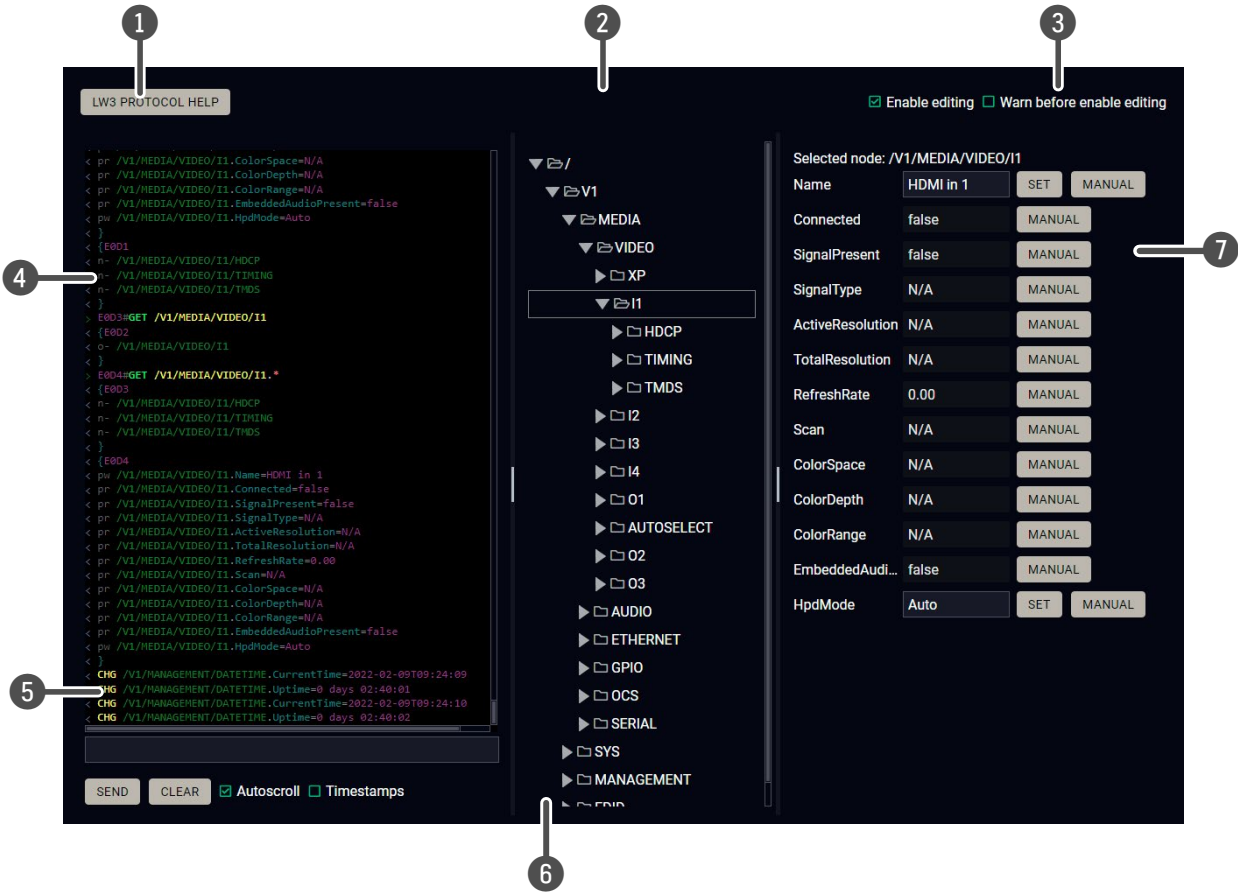 1
2
3
LW3 PROTOCOL HELP
Enable editing
Warn before enable editing
4
5
< pr /V1/MEDIA/VIDEO/I1.ColorSpace=N/A
< pr /V1/MEDIA/VIDEO/I1.ColorDepth=N/A
< pr /V1/MEDIA/VIDEO/I1.ColorRange=N/A
< pr /V1/MEDIA/VIDEO/I1.EmbeddedAudioPresent=false
< pw /V1/MEDIA/VIDEO/I1.HpdMode=Auto
< }
< {E0D1
< n- /V1/MEDIA/VIDEO/I1/HDCP
n- /V1/MEDIA/VIDEO/I1/TIMING
< n- /V1/MEDIA/VIDEO/I1/TMDS
< }
> E0D3#GET /V1/MEDIA/VIDEO/I1
< {E0D2
< o- /V1/MEDIA/VIDEO/I1
< }
> E0D4#GET /V1/MEDIA/VIDEO/I1.*
< {E0D3
< n- /V1/MEDIA/VIDEO/I1/HDCP
< n- /V1/MEDIA/VIDEO/I1/TIMING
< n- /V1/MEDIA/VIDEO/I1/TMDS
< }
< {E0D4
< pw /V1/MEDIA/VIDEO/I1.Name=HDMI in 1
< pr /V1/MEDIA/VIDEO/I1.Connected=false
< pr /V1/MEDIA/VIDEO/I1.SignalPresent=false
< pr /V1/MEDIA/VIDEO/I1.SignalType=N/A
< pr /V1/MEDIA/VIDEO/I1.ActiveResolution=N/A
< pr /V1/MEDIA/VIDEO/I1.TotalResolution=N/A
< pr /V1/MEDIA/VIDEO/I1.RefreshRate=0.00
< pr /V1/MEDIA/VIDEO/I1.Scan=N/A
< pr /V1/MEDIA/VIDEO/I1.ColorSpace=N/A
< pr /V1/MEDIA/VIDEO/I1.ColorDepth=N/A
< pr /V1/MEDIA/VIDEO/I1.ColorRange=N/A
< pr /V1/MEDIA/VIDEO/I1.EmbeddedAudioPresent=false
< pw /V1/MEDIA/VIDEO/I1.HpdMode=Auto
< }
< CHG /V1/MANAGEMENT/DATETIME.CurrentTime=2022-02-09T09:24:09
CHG /V1/MANAGEMENT/DATETIME.Uptime=0 days 02:40:01
< CHG /V1/MANAGEMENT/DATETIME.CurrentTime=2022-02-09T09:24:10
< CHG /V1/MANAGEMENT/DATETIME.Uptime=0 days 02:40:02
SEND
CLEAR
Autoscroll
Timestamps
/
V1
MEDIA
VIDEO
XP
I1
HDCP
TIMING
TMDS
I2
I3
I4
O1
AUTOSELECT
O2
O3
AUDIO
ETHERNET
GPIO
OCS
SERIAL
SYS
MANAGEMENT
EDID
6
Selected node: /V1/MEDIA/VIDEO/I1
Name HDMI in 1 SET MANUAL
Connected false MANUAL
SignalPresent false MANUAL
SignalType N/A MANUAL
ActiveResolution N/A MANUAL
TotalResolution N/A MANUAL
RefreshRate 0.00 MANUAL
Scan N/A MANUAL
ColorSpace N/A MANUAL
ColorDepth N/A MANUAL
ColorRange N/A MANUAL
EmbeddedAudi... false MANUAL
HpdMode Auto SET MANUAL
7